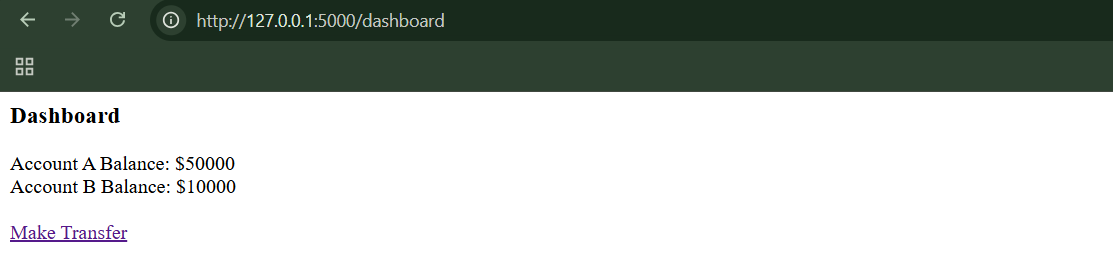 http://127.0.0.1:5000/dashboard
Dashboard
Account A Balance: $50000
Account B Balance: $10000
Make Transfer